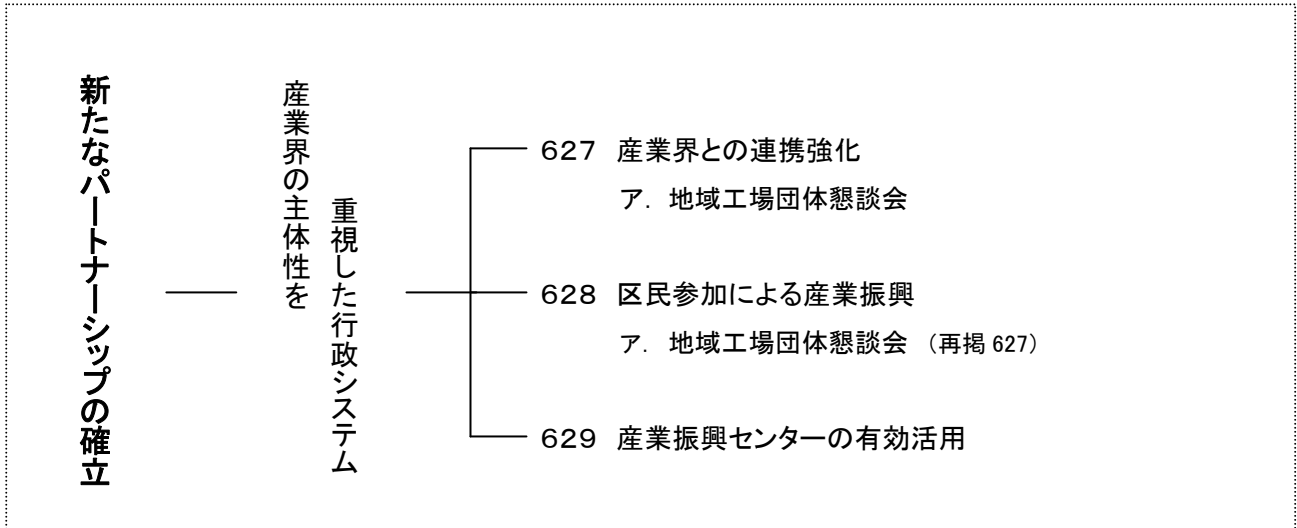 新たなパートナーシップの確立
産業界の主体性を
重視した行政システム
627 産業界との連携強化
ア. 地域工場団体懇談会
628 区民参加による産業振興
ア. 地域工場団体懇談会 (再掲 627)
629 産業振興センターの有効活用